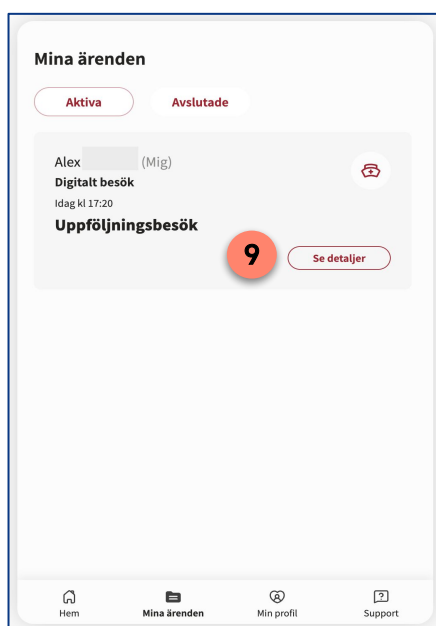 Mina ärenden
Aktiva Avslutade
Alex (Mig)
Digitalt besök
Idag kl 17:20
Uppföljningsbesök
9 Se detaljer
Hem Mina ärenden Min profil Support